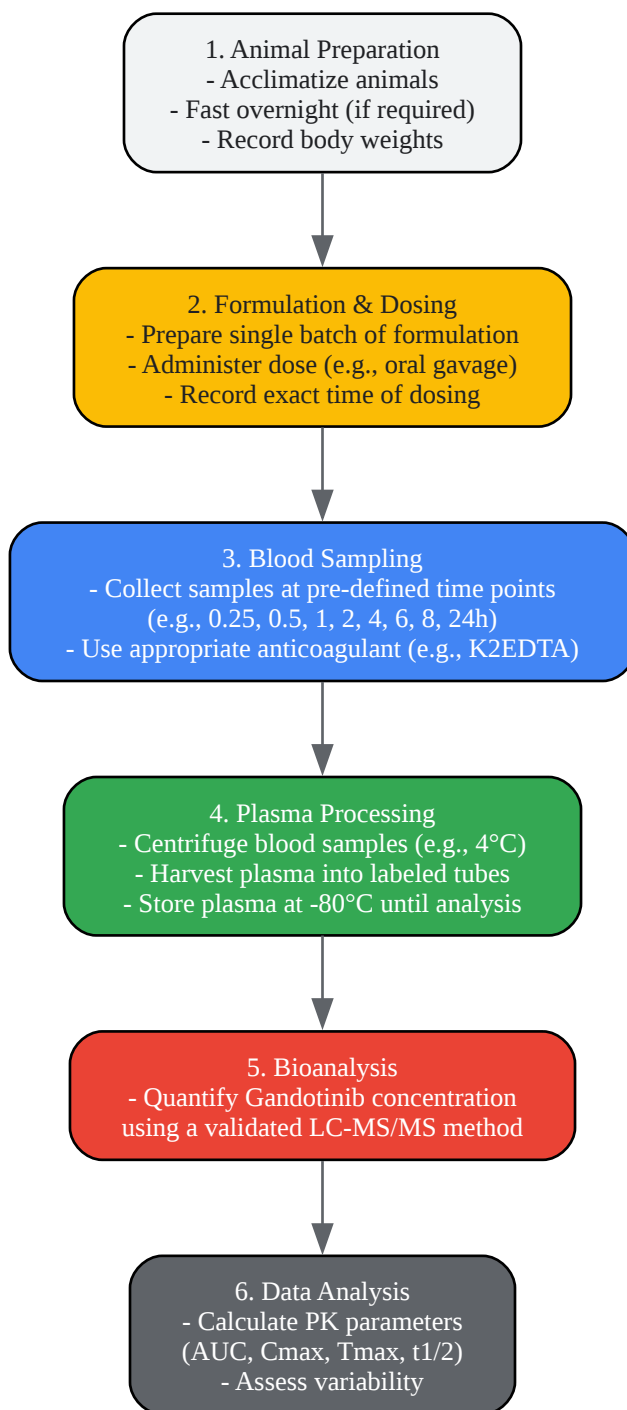 1. Animal Preparation
- Acclimatize animals
- Fast overnight (if required)
- Record body weights
2. Formulation & Dosing
- Prepare single batch of formulation
- Administer dose (e.g., oral gavage)
- Record exact time of dosing
3. Blood Sampling
- Collect samples at pre-defined time points
(e.g., 0.25, 0.5, 1, 2, 4, 6, 8, 24h)
- Use appropriate anticoagulant (e.g., K2EDTA)
4. Plasma Processing
- Centrifuge blood samples (e.g., 4°C)
- Harvest plasma into labeled tubes
- Store plasma at -80°C until analysis
5. Bioanalysis
- Quantify Gandotinib concentration
using a validated LC-MS/MS method
6. Data Analysis
- Calculate PK parameters
(AUC, Cmax, Tmax, t1/2)
- Assess variability